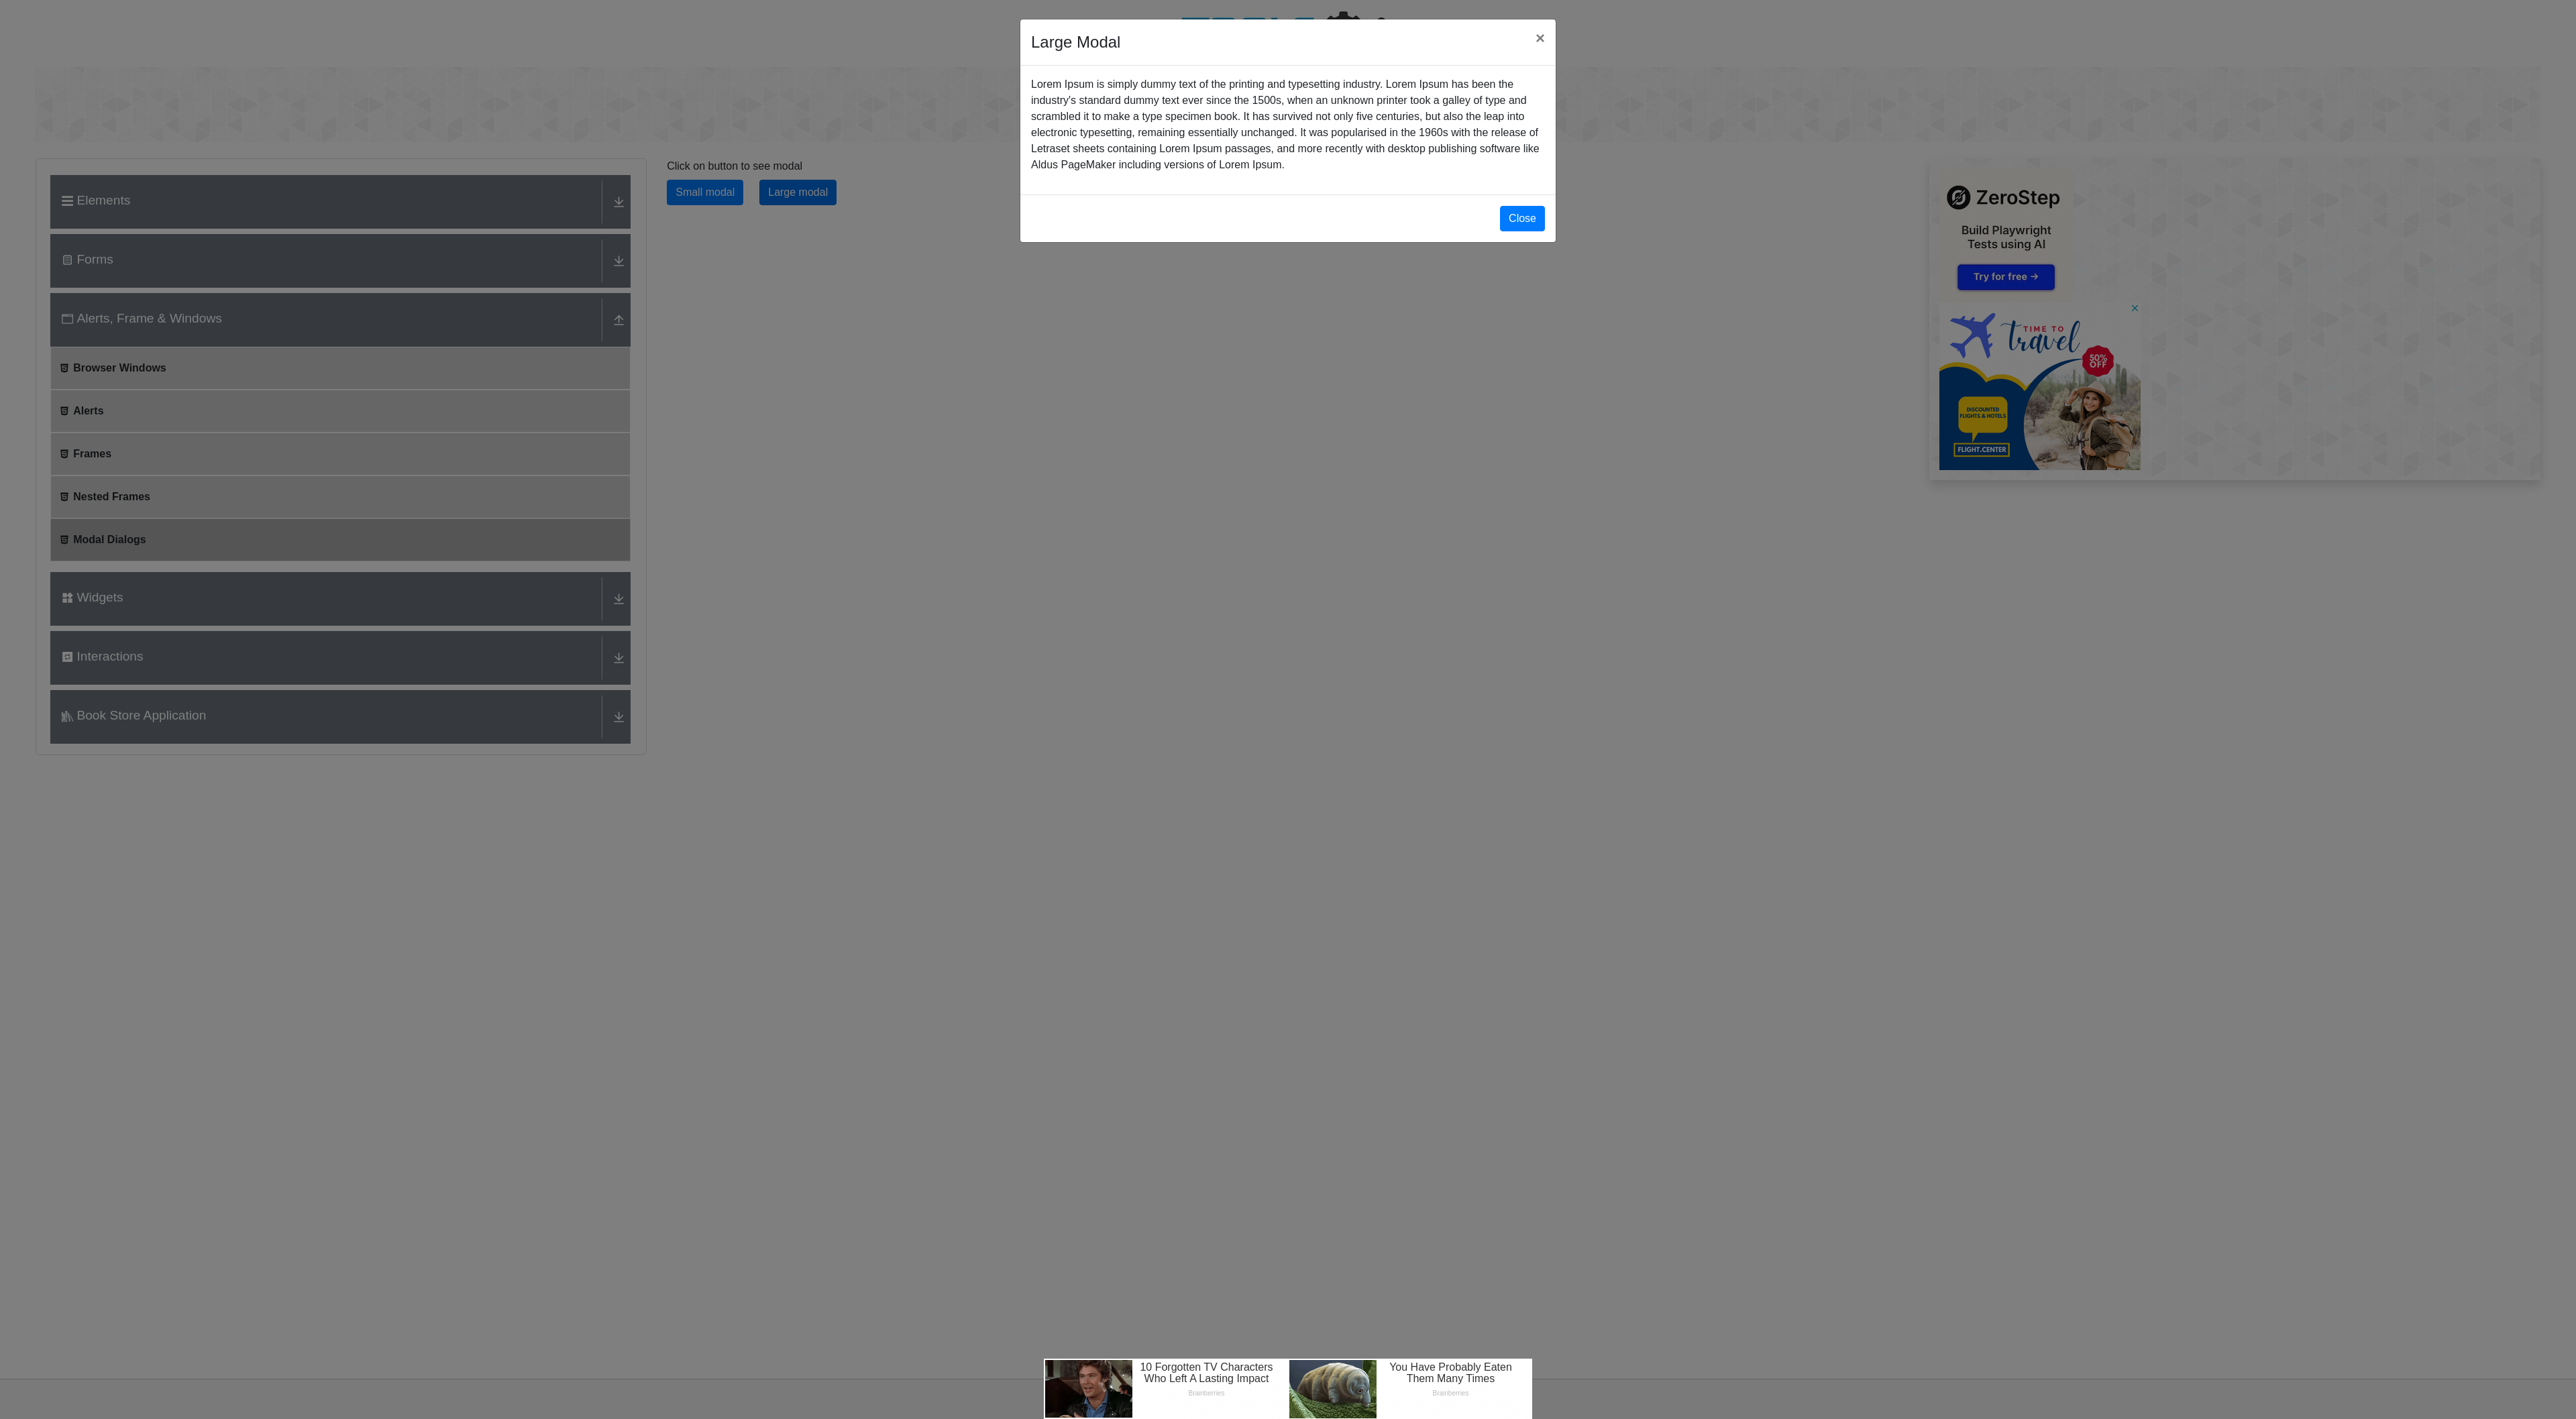 Large Modal
×
Lorem Ipsum is simply dummy text of the printing and typesetting industry. Lorem Ipsum has been the
industry's standard dummy text ever since the 1500s, when an unknown printer took a galley of type and
scrambled it to make a type specimen book. It has survived not only five centuries, but also the leap into
electronic typesetting, remaining essentially unchanged. It was popularised in the 1960s with the release of
Letraset sheets containing Lorem Ipsum passages, and more recently with desktop publishing software like
Aldus PageMaker including versions of Lorem Ipsum.
Close
Elements
Forms
Alerts, Frame & Windows
Browser Windows
Alerts
Frames
Nested Frames
Modal Dialogs
Widgets
Interactions
Book Store Application
Click on button to see modal
Small modal
Large modal
ZeroStep
Build Playwright
Tests using AI
Try for free →
TIME TO
travel
50%
OFF
DISCOUNTED
FLIGHTS & HOTELS
FLIGHT.CENTER
10 Forgotten TV Characters
Who Left A Lasting Impact
Brainberries
You Have Probably Eaten
Them Many Times
Brainberries